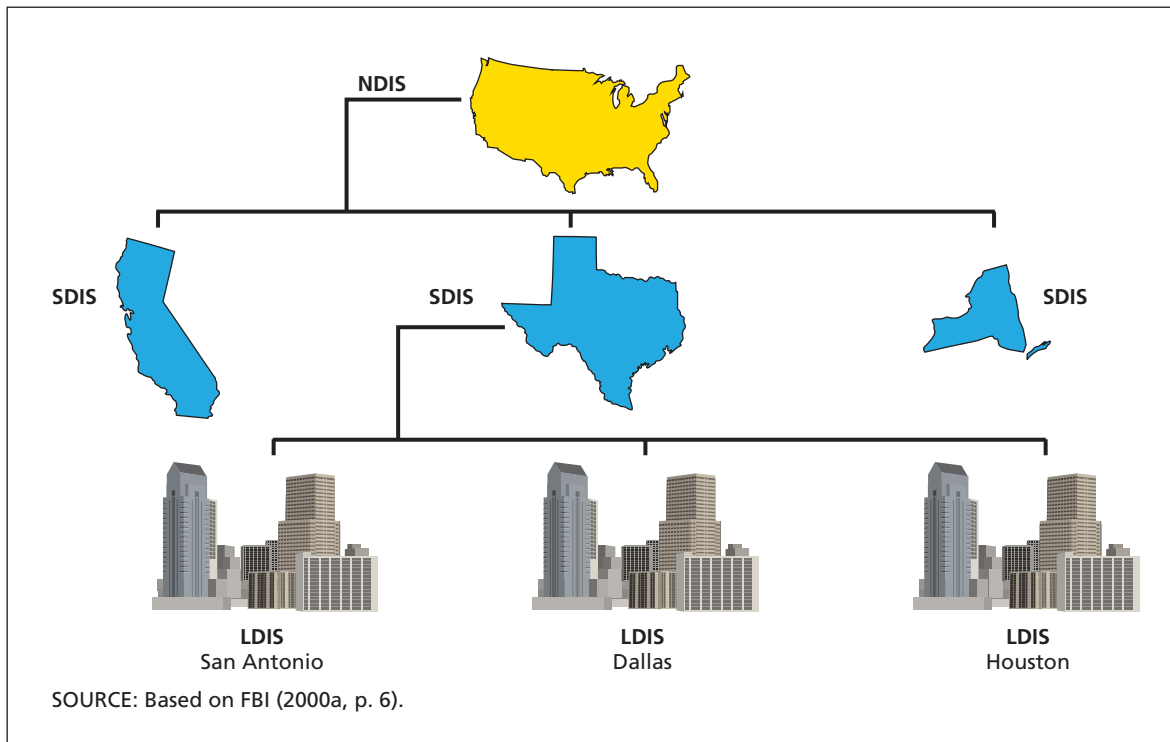 NDIS
SDIS
SDIS
SDIS
LDIS
San Antonio
LDIS
Dallas
LDIS
Houston
SOURCE: Based on FBI (2000a, p. 6).